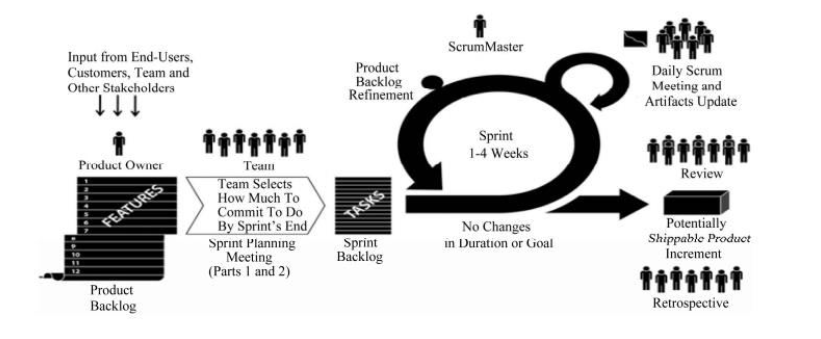 Input from End-Users,
Customers, Team and
Other Stakeholders
Product Owner
1
2
3
4
5
6
7
8
9
10
11
12
FEATURES
Product
Backlog
Team
Team Selects
How Much To
Commit To Do
By Sprint's End
Sprint Planning
Meeting
(Parts 1 and 2)
TASKS
Sprint
Backlog
Product
Backlog
Refinement
ScrumMaster
Sprint
1-4 Weeks
No Changes
in Duration or Goal
Daily Scrum
Meeting and
Artifacts Update
Review
Potentially
Shippable Product
Increment
Retrospective